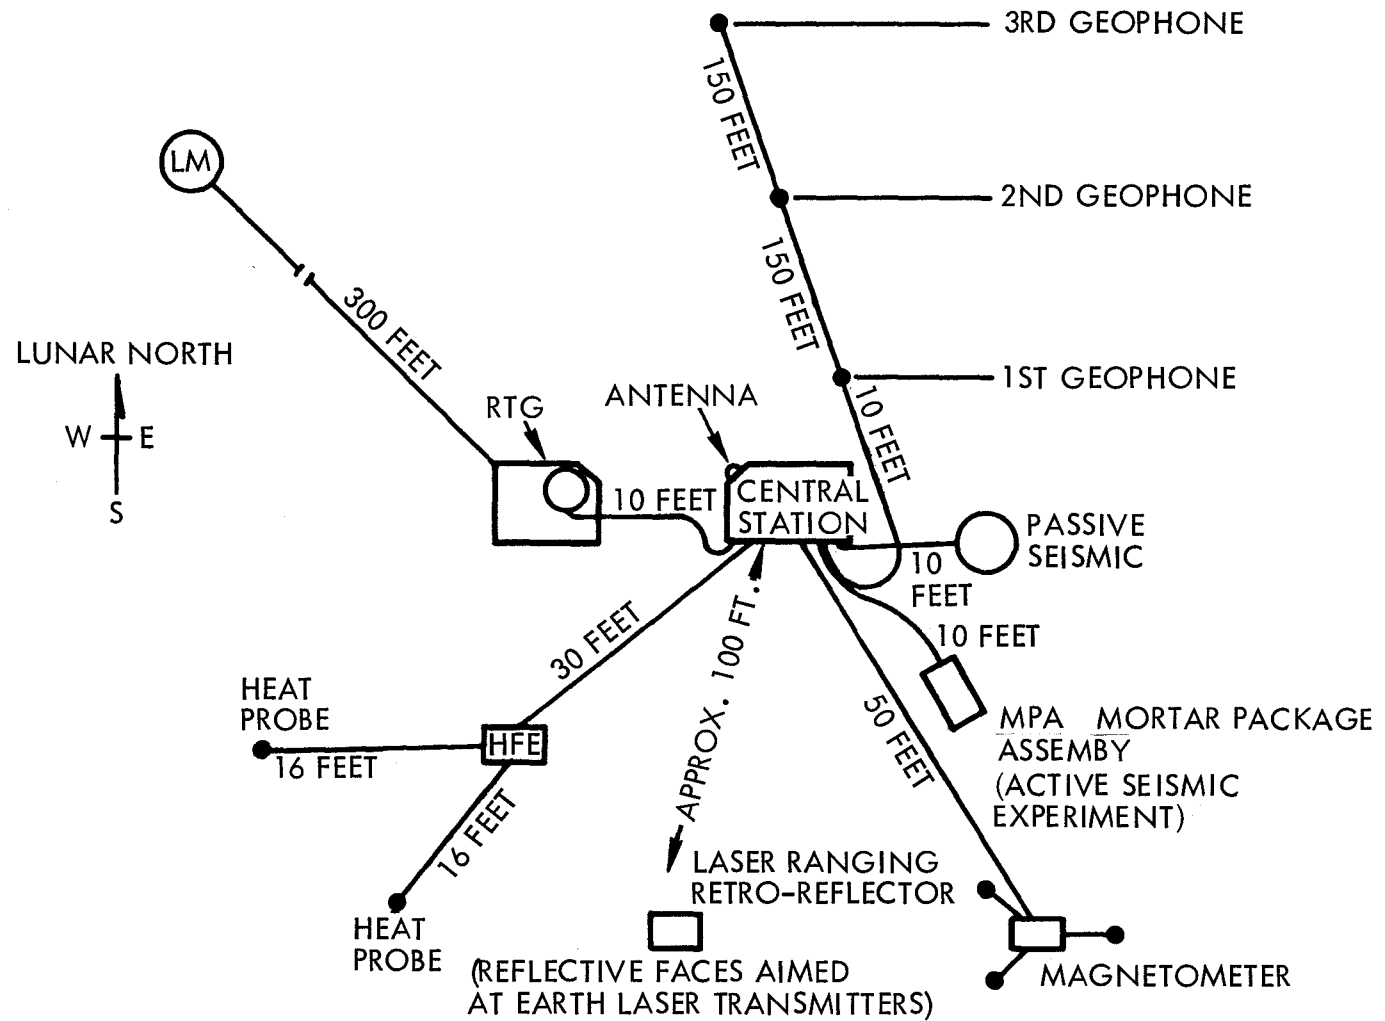 3RD GEOPHONE
150 FEET
LM
2ND GEOPHONE
150 FEET
300 FEET
LUNAR NORTH
W E
S
1ST GEOPHONE
10 FEET
RTG
ANTENNA
10 FEET
CENTRAL
STATION
PASSIVE
SEISMIC
10
FEET
10 FEET
30 FEET
APPROX. 100 FT.
50 FEET
HEAT
PROBE
16 FEET
HFE
16 FEET
MPA MORTAR PACKAGE
ASSEMBY
(ACTIVE SEISMIC
EXPERIMENT)
LASER RANGING
RETRO-REFLECTOR
HEAT
PROBE
(REFLECTIVE FACES AIMED
AT EARTH LASER TRANSMITTERS)
MAGNETOMETER